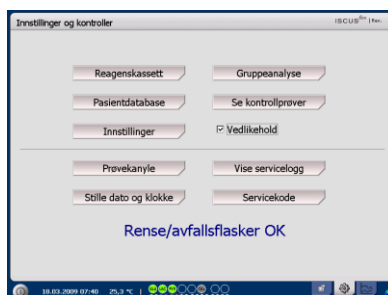 Innstillinger og kontroller
ISCUSflex
Reagenskassett
Gruppeanalyse
Pasientdatabase
Se kontrollprøver
Innstillinger
Vedlikehold
Prøvekanyle
Vise servicelogg
Stille dato og klokke
Servicekode
Rense/avfallsflasker OK
18.03.2009 07:40 25,3 °C